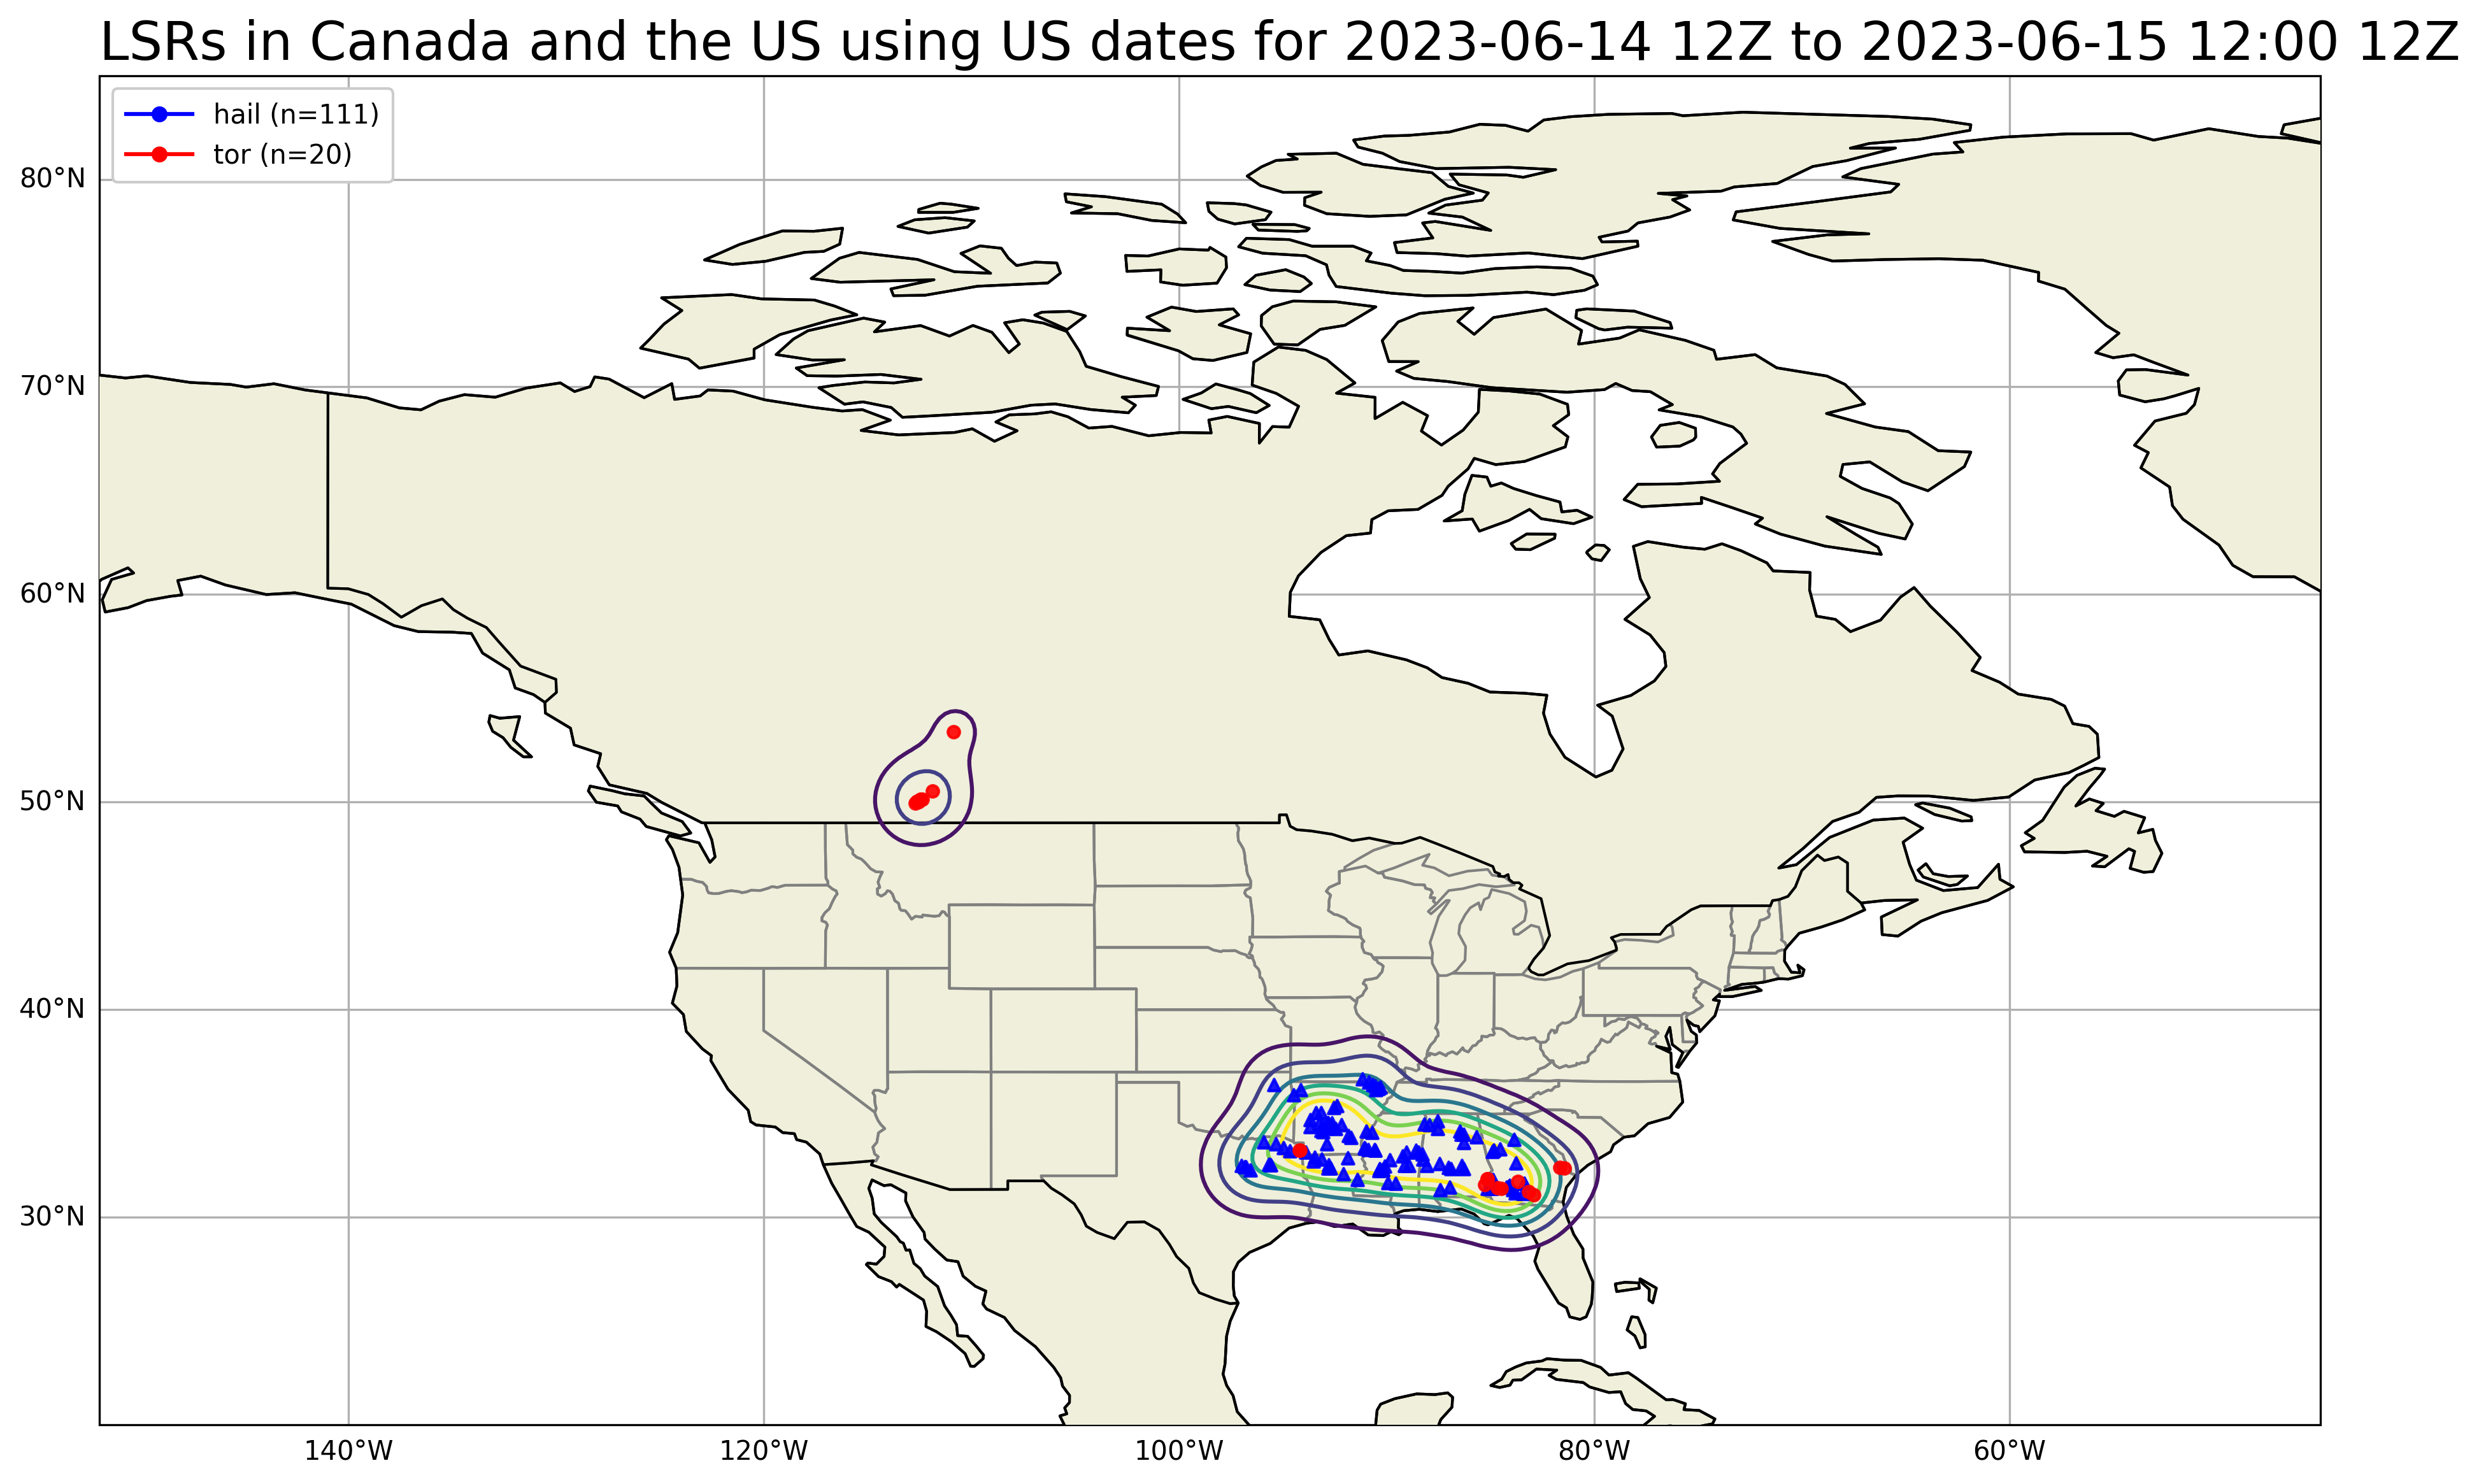 LSRs in Canada and the US using US dates for 2023-06-14 12Z to 2023-06-15 12:00 12Z
hail (n=111)
tor (n=20)
80°N
70°N
60°N
50°N
40°N
30°N
140°W
120°W
100°W
80°W
60°W